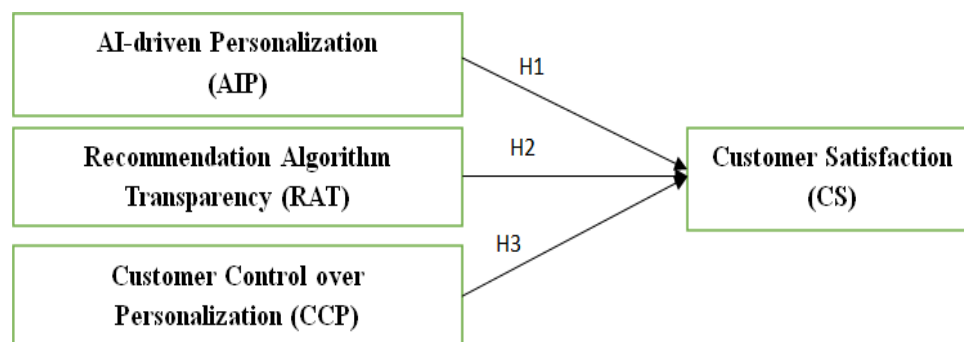 AI-driven Personalization
(AIP)
H1
Recommendation Algorithm
Transparency (RAT)
H2
Customer Satisfaction
(CS)
H3
Customer Control over
Personalization (CCP)